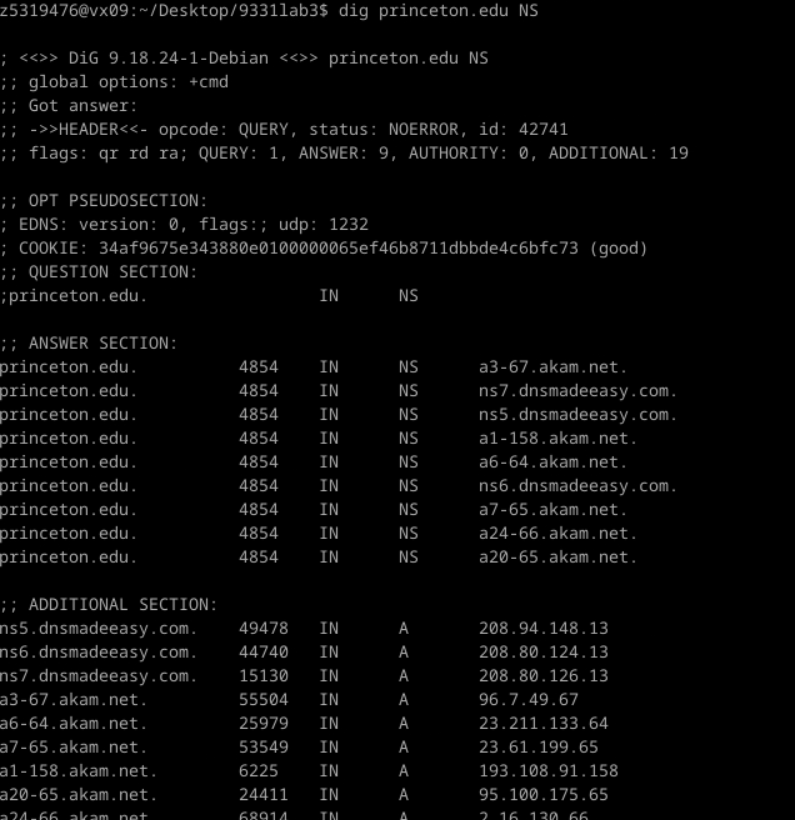 z5319476@vx09:~/Desktop/9331lab3$ dig princeton.edu NS
; <<>> DiG 9.18.24-1-Debian <<>> princeton.edu NS
;; global options: +cmd
;; Got answer:
;; ->>HEADER<<- opcode: QUERY, status: NOERROR, id: 42741
;; flags: qr rd ra; QUERY: 1, ANSWER: 9, AUTHORITY: 0, ADDITIONAL: 19
;; OPT PSEUDOSECTION:
; EDNS: version: 0, flags:; udp: 1232
; COOKIE: 34af9675e343880e0100000065ef46b8711dbbde4c6bfc73 (good)
;; QUESTION SECTION:
;princeton.edu. IN NS
;; ANSWER SECTION:
princeton.edu. 4854 IN NS a3-67.akam.net.
princeton.edu. 4854 IN NS ns7.dnsmadeeasy.com.
princeton.edu. 4854 IN NS ns5.dnsmadeeasy.com.
princeton.edu. 4854 IN NS a1-158.akam.net.
princeton.edu. 4854 IN NS a6-64.akam.net.
princeton.edu. 4854 IN NS ns6.dnsmadeeasy.com.
princeton.edu. 4854 IN NS a7-65.akam.net.
princeton.edu. 4854 IN NS a24-66.akam.net.
princeton.edu. 4854 IN NS a20-65.akam.net.
;; ADDITIONAL SECTION:
ns5.dnsmadeeasy.com. 49478 IN A 208.94.148.13
ns6.dnsmadeeasy.com. 44740 IN A 208.80.124.13
ns7.dnsmadeeasy.com. 15130 IN A 208.80.126.13
a3-67.akam.net. 55504 IN A 96.7.49.67
a6-64.akam.net. 25979 IN A 23.211.133.64
a7-65.akam.net. 53549 IN A 23.61.199.65
a1-158.akam.net. 6225 IN A 193.108.91.158
a20-65.akam.net. 24411 IN A 95.100.175.65
a24-66.akam.net. 68914 IN A 2.16.130.66